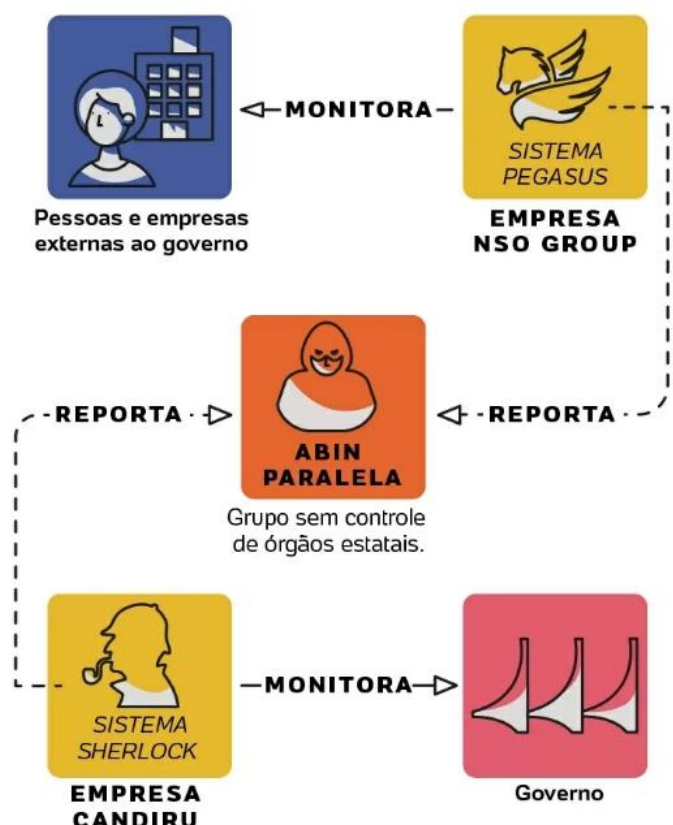 MONITORA
SISTEMA
PEGASUS
Pessoas e empresas
externas ao governo
EMPRESA
NSO GROUP
REPORTA
REPORTA
ABIN
PARALELA
Grupo sem controle
de órgãos estatais.
MONITORA
SISTEMA
SHERLOCK
EMPRESA
CANDIRU
Governo